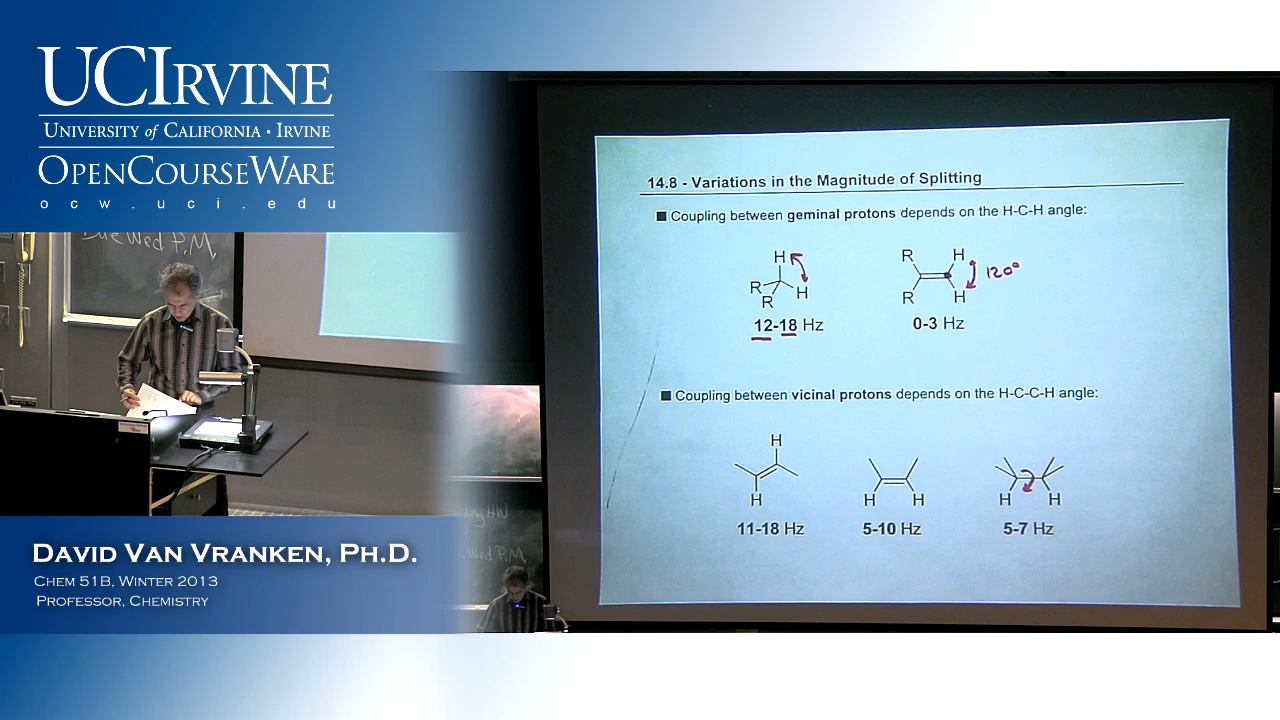 UCIRVINE
UNIVERSITY of CALIFORNIA · IRVINE
OPENCOURSEWARE
ocw.uci.edu
Due Wed P.M.
DAVID VAN VRANKEN, PH.D.
CHEM 51B, WINTER 2013
PROFESSOR, CHEMISTRY
14.8 - Variations in the Magnitude of Splitting
■ Coupling between geminal protons depends on the H-C-H angle:
H
R
H
R
12-18 Hz
R
H
120°
R
H
0-3 Hz
■ Coupling between vicinal protons depends on the H-C-C-H angle:
H
H
11-18 Hz
H
H
5-10 Hz
H
H
5-7 Hz